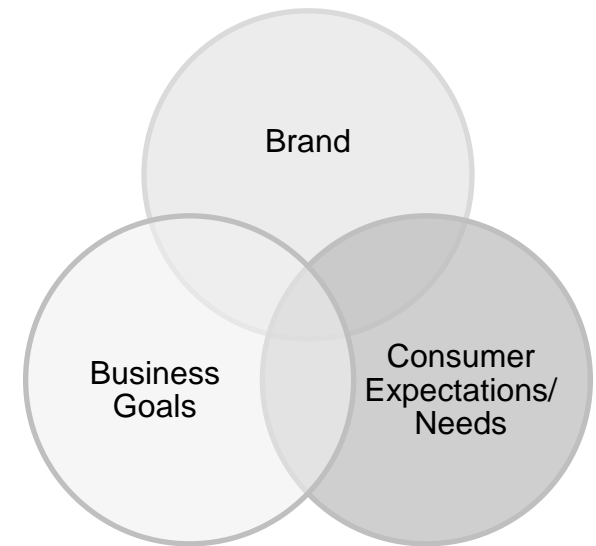 Brand
Business
Goals
Consumer
Expectations/
Needs